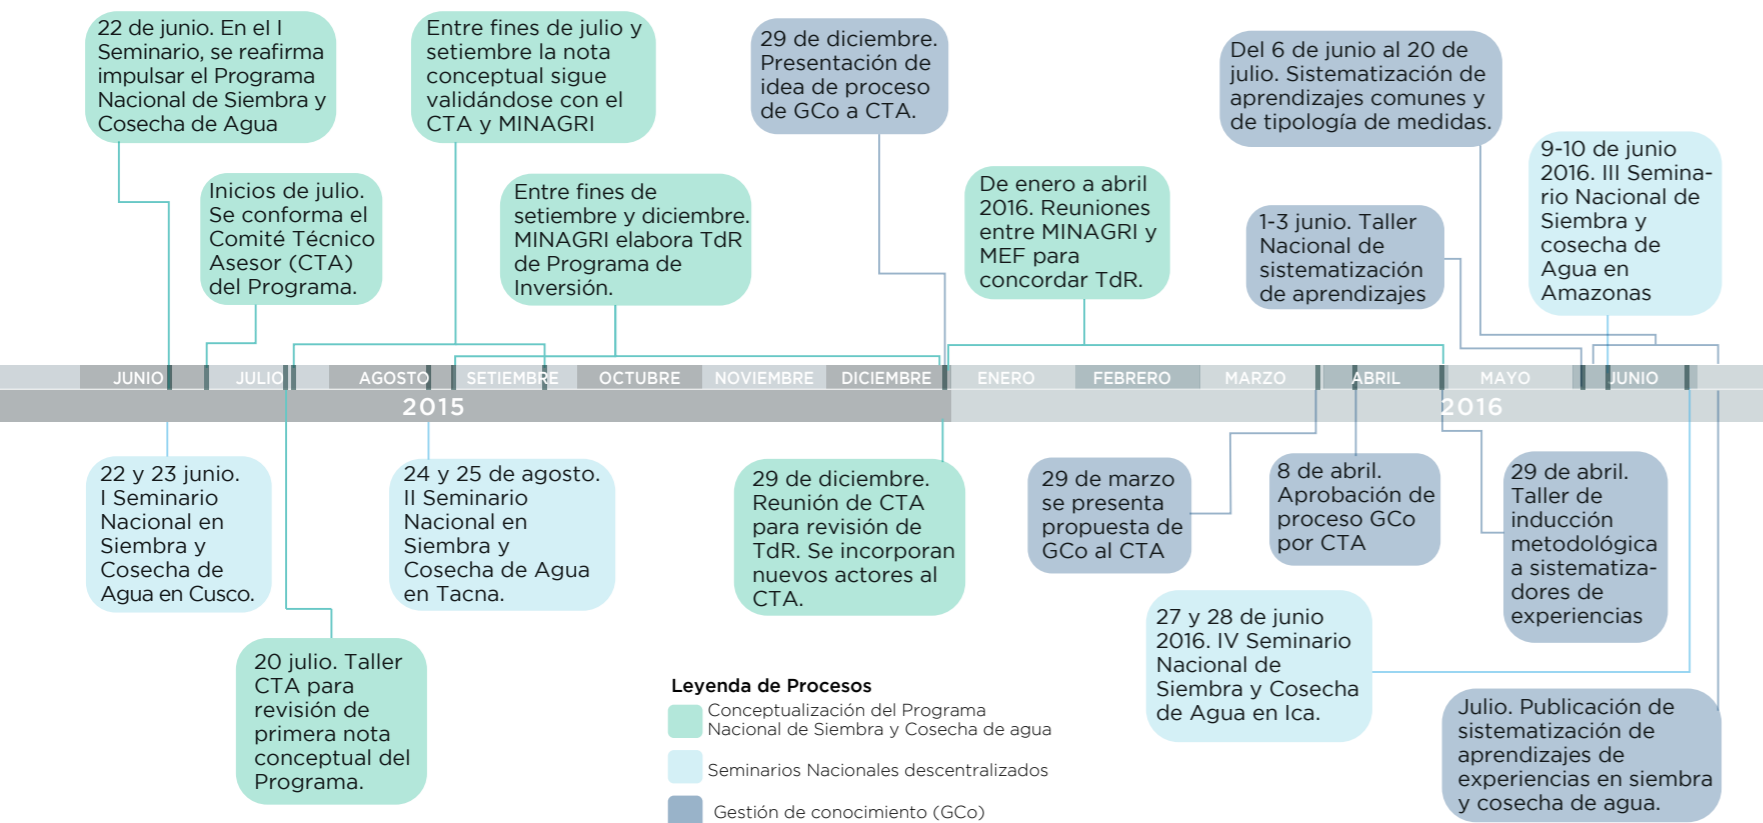 22 de junio. En el I
Seminario, se reafirma
impulsar el Programa
Nacional de Siembra y
Cosecha de Agua
Entre fines de julio y
setiembre la nota
conceptual sigue
validándose con el
CTA y MINAGRI
29 de diciembre.
Presentación de
idea de proceso
de GCo a CTA.
Del 6 de junio al 20 de
julio. Sistematización de
aprendizajes comunes y
de tipología de medidas.
9-10 de junio
2016. III Semina-
rio Nacional de
Siembra y
cosecha de
Agua en
Amazonas
Inicios de julio.
Se conforma el
Comité Técnico
Asesor (CTA)
del Programa.
Entre fines de
setiembre y diciembre.
MINAGRI elabora TdR
de Programa de
Inversión.
De enero a abril
2016. Reuniones
entre MINAGRI y
MEF para
concordar TdR.
1-3 junio. Taller
Nacional de
sistematización
de aprendizajes
JUNIO JULIO AGOSTO SETIEMBRE OCTUBRE NOVIEMBRE DICIEMBRE ENERO FEBRERO MARZO ABRIL MAYO JUNIO
2015 2016
22 y 23 junio.
I Seminario
Nacional en
Siembra y
Cosecha de
Agua en Cusco.
24 y 25 de agosto.
II Seminario
Nacional en
Siembra y
Cosecha de Agua
en Tacna.
29 de diciembre.
Reunión de CTA
para revisión de
TdR. Se incorporan
nuevos actores al
CTA.
29 de marzo
se presenta
propuesta de
GCo al CTA
8 de abril.
Aprobación de
proceso GCo
por CTA
29 de abril.
Taller de
inducción
metodológica
a sistematiza-
dores de
experiencias
20 julio. Taller
CTA para
revisión de
primera nota
conceptual del
Programa.
27 y 28 de junio
2016. IV Seminario
Nacional de
Siembra y Cosecha
de Agua en Ica.
Julio. Publicación de
sistematización de
aprendizajes de
experiencias en siembra
y cosecha de agua.
Leyenda de Procesos
Conceptualización del Programa
Nacional de Siembra y Cosecha de agua
Seminarios Nacionales descentralizados
Gestión de conocimiento (GCo)